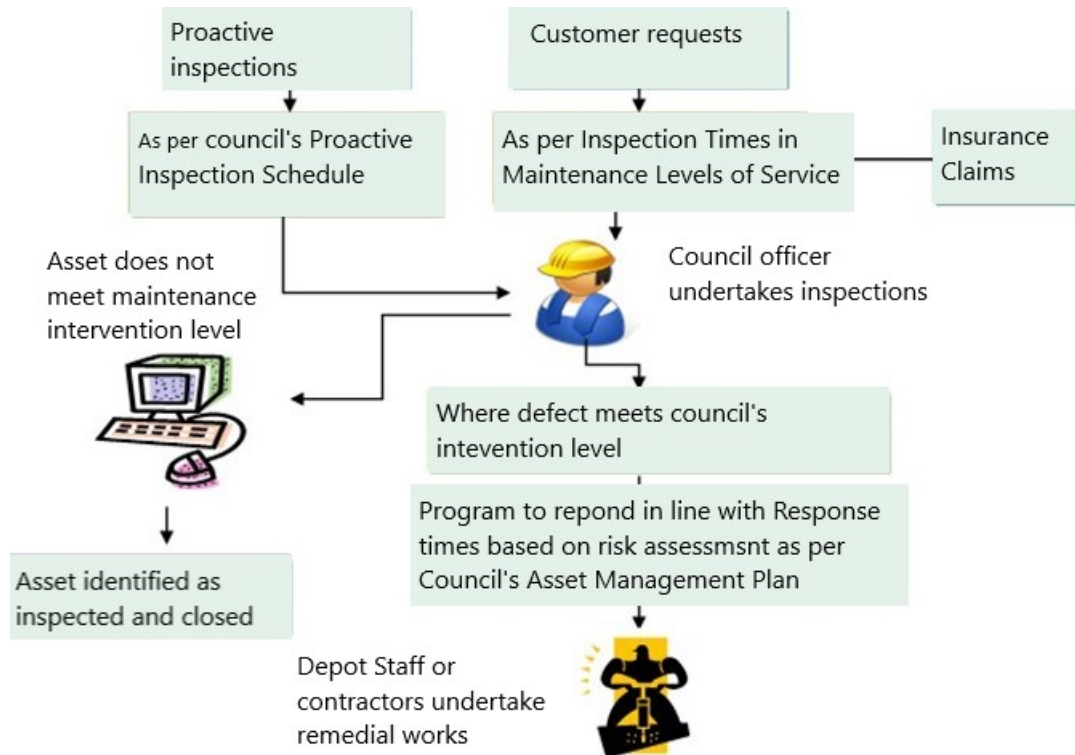 Proactive
inspections
Customer requests
As per council's Proactive
Inspection Schedule
As per Inspection Times in
Maintenance Levels of Service
Insurance
Claims
Asset does not
meet maintenance
intervention level
Council officer
undertakes inspections
Where defect meets council's
intevention level
Program to repond in line with Response
times based on risk assessmsnt as per
Council's Asset Management Plan
Asset identified as
inspected and closed
Depot Staff or
contractors undertake
remedial works